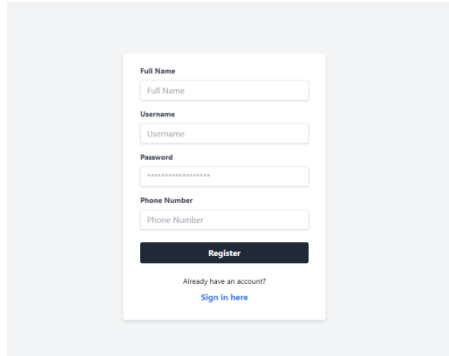 Full Name
Full Name
Username
Username
Password
******************
Phone Number
Phone Number
Register
Already have an account?
Sign in here